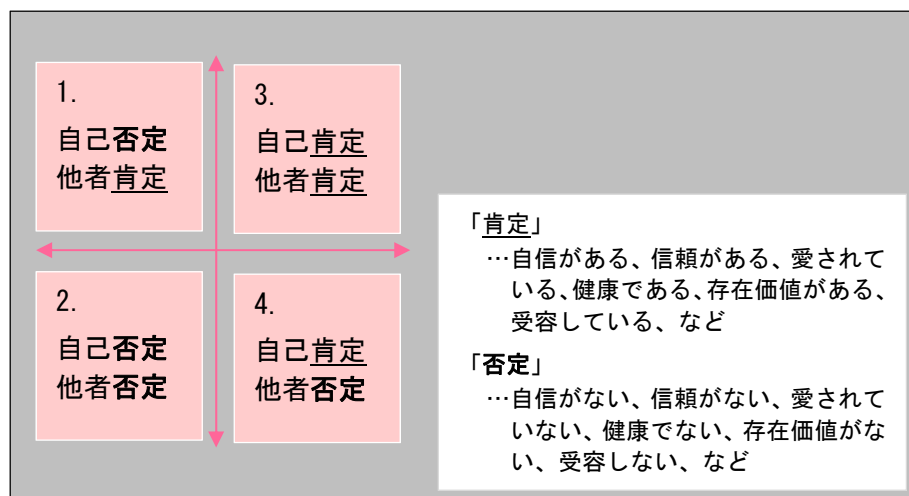 1.
自己否定
他者肯定
3.
自己肯定
他者肯定
2.
自己否定
他者否定
4.
自己肯定
他者否定
「肯定」
…自信がある、信頼がある、愛されて
いる、健康である、存在価値がある、
受容している、など
「否定」
…自信がない、信頼がない、愛されて
いない、健康でない、存在価値がな
い、受容しない、など